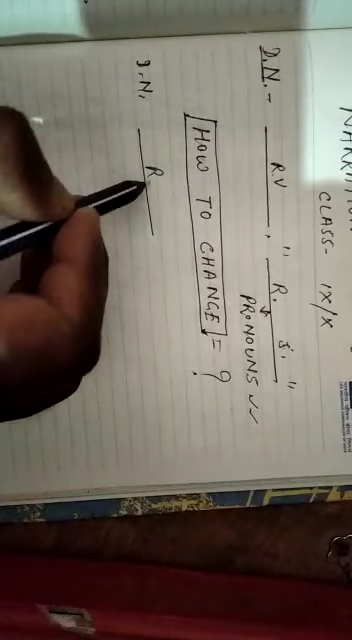 CLASS- IX/X
D.N.- R.V , " R. S. "
PRONOUNS
HOW TO CHANGE = ?
I.N. R